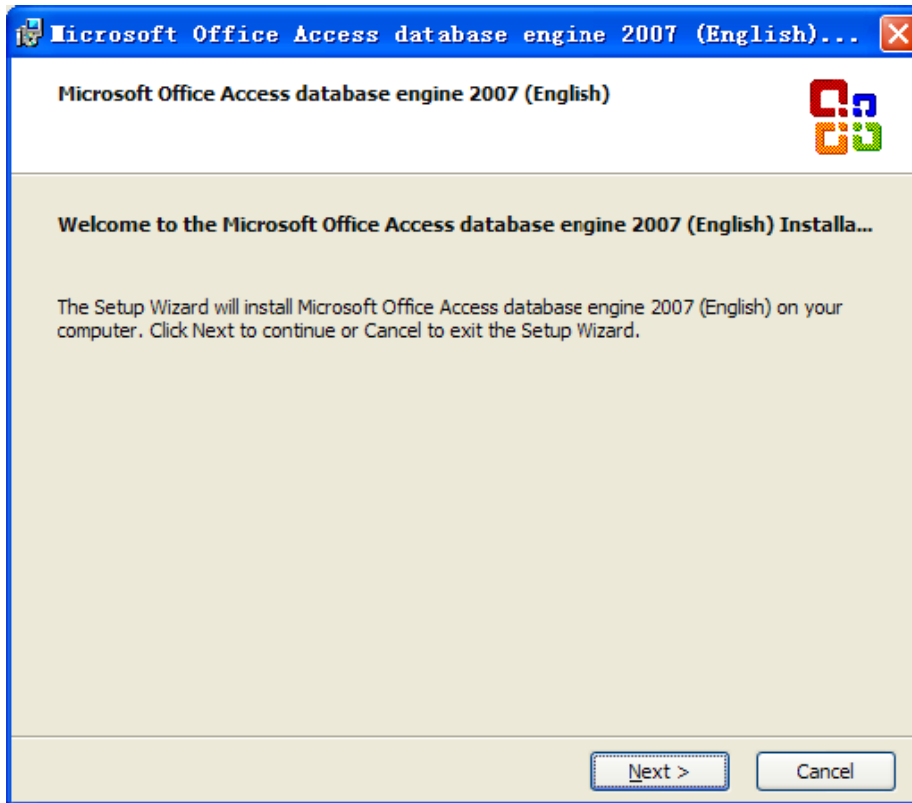 Microsoft Office Access database engine 2007 (English)...
Microsoft Office Access database engine 2007 (English)
Welcome to the Microsoft Office Access database engine 2007 (English) Installa...
The Setup Wizard will install Microsoft Office Access database engine 2007 (English) on your
computer. Click Next to continue or Cancel to exit the Setup Wizard.
Next >
Cancel